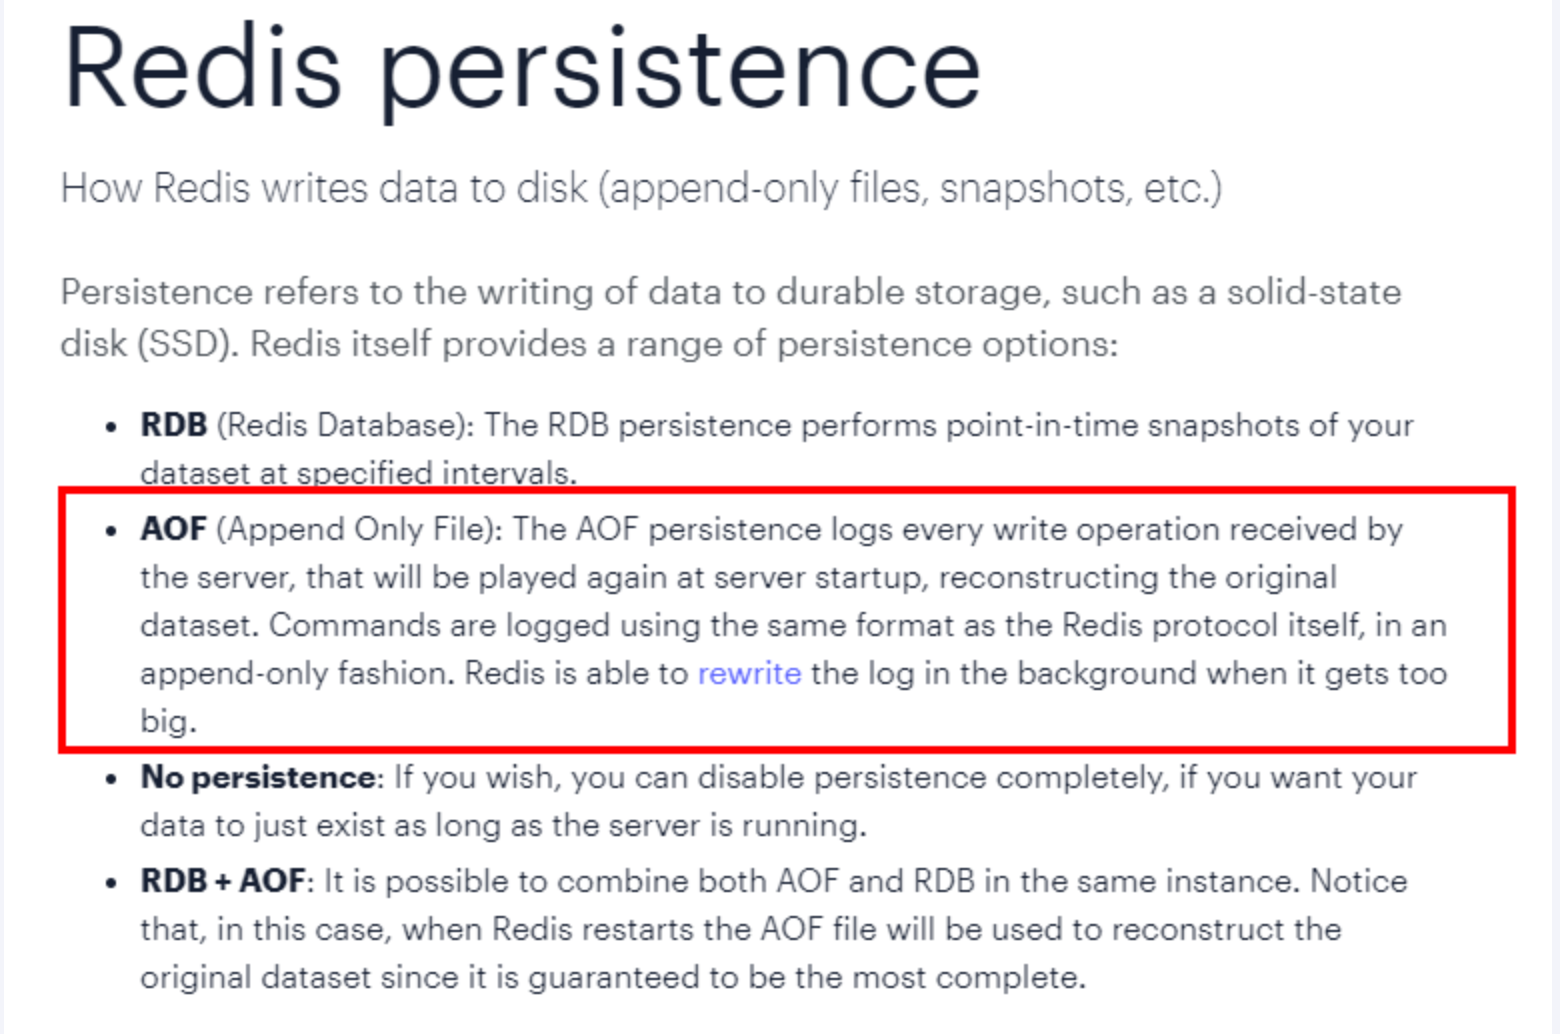 Redis persistence
How Redis writes data to disk (append-only files, snapshots, etc.)
Persistence refers to the writing of data to durable storage, such as a solid-state
disk (SSD). Redis itself provides a range of persistence options:
• RDB (Redis Database): The RDB persistence performs point-in-time snapshots of your
dataset at specified intervals.
• AOF (Append Only File): The AOF persistence logs every write operation received by
the server, that will be played again at server startup, reconstructing the original
dataset. Commands are logged using the same format as the Redis protocol itself, in an
append-only fashion. Redis is able to rewrite the log in the background when it gets too
big.
• No persistence: If you wish, you can disable persistence completely, if you want your
data to just exist as long as the server is running.
• RDB + AOF: It is possible to combine both AOF and RDB in the same instance. Notice
that, in this case, when Redis restarts the AOF file will be used to reconstruct the
original dataset since it is guaranteed to be the most complete.